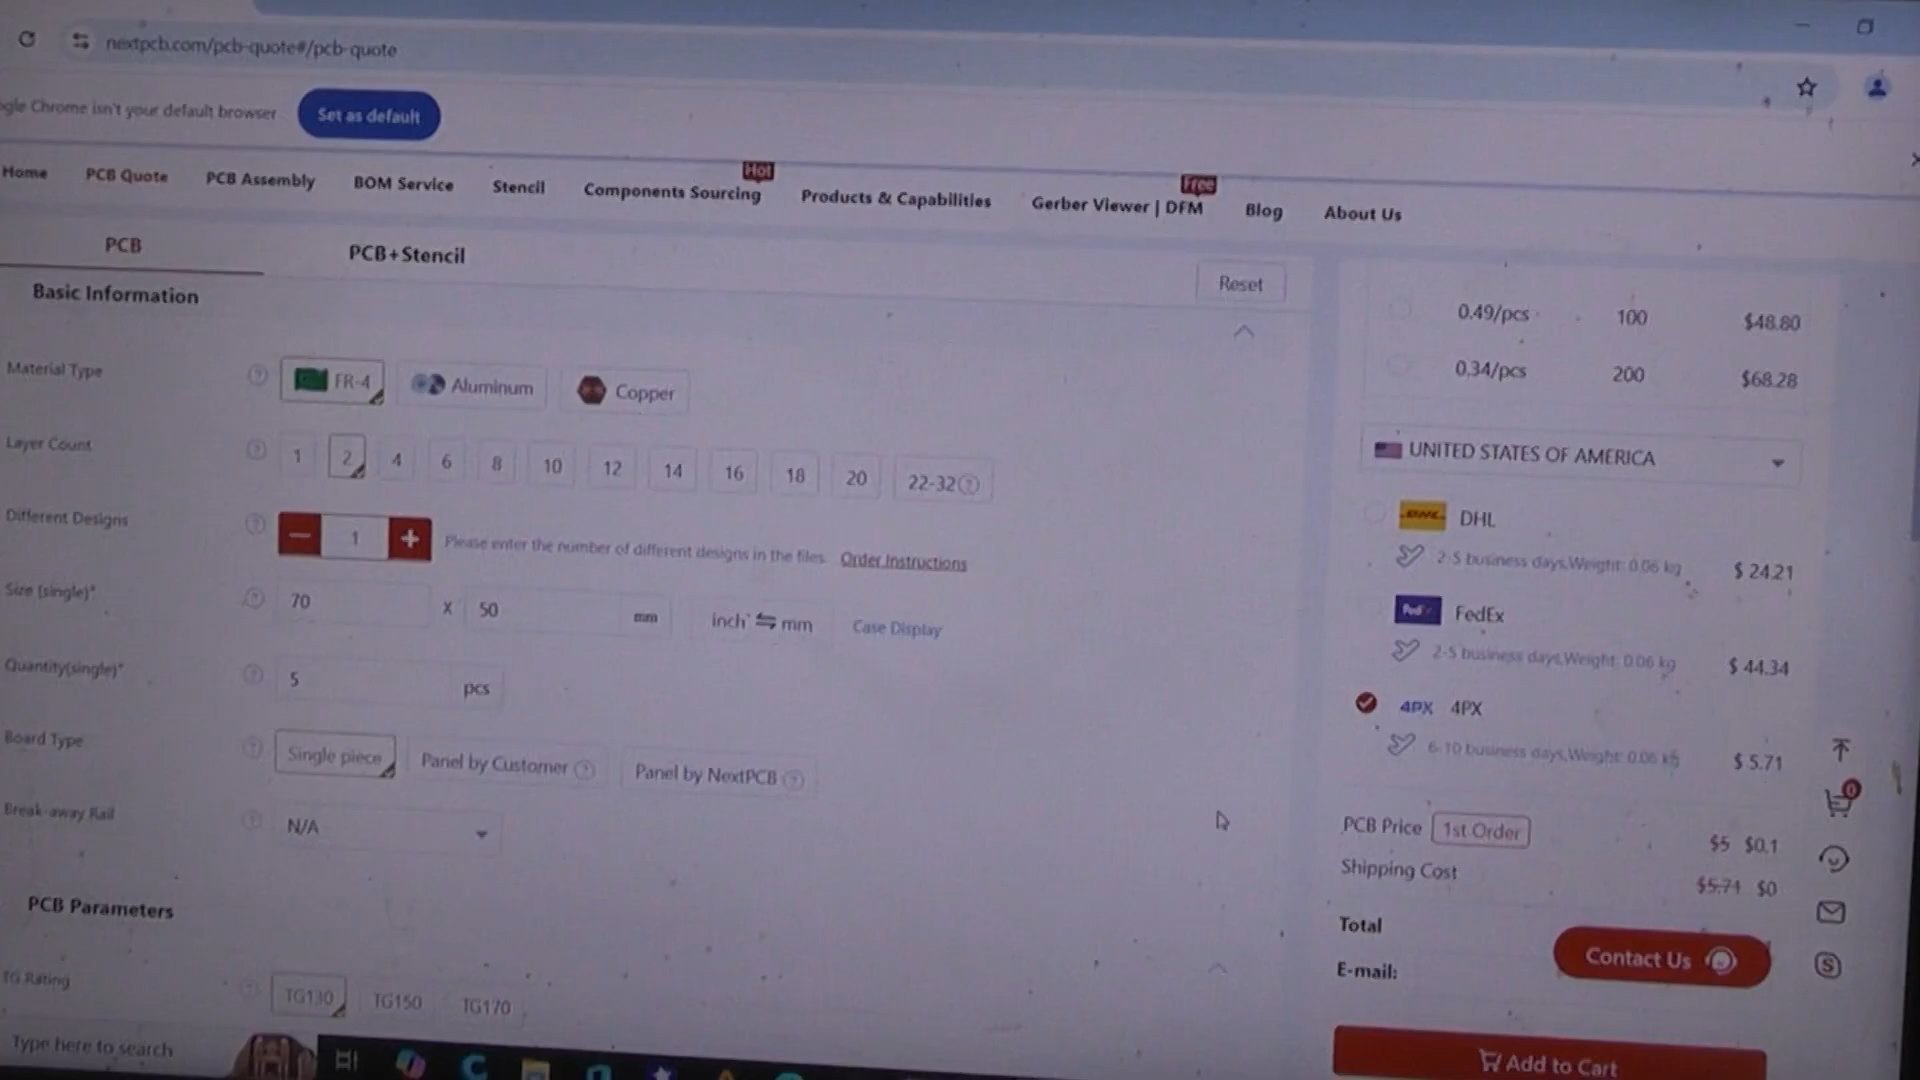 nextpcb.com/pcb-quote#/pcb-quote
gle Chrome isn't your default browser
Set as default
Home
PCB Quote
PCB Assembly
BOM Service
Stencil
Hot
Components Sourcing
Products & Capabilities
Free
Gerber Viewer | DFM
Blog
About Us
PCB
PCB+Stencil
Reset
Basic Information
Material Type
FR-4
Aluminum
Copper
Layer Count
1 2 4 6 8 10 12 14 16 18 20 22-32
Different Designs
1
Please enter the number of different designs in the files.
Order Instructions
Size (single)*
70 X 50 mm
inch mm
Case Display
Quantity(single)*
5 pcs
Board Type
Single piece
Panel by Customer
Panel by NextPCB
Break-away Rail
N/A
PCB Parameters
TG Rating
TG130
TG150
TG170
Type here to search
0.49/pcs 100 $48.80
0.34/pcs 200 $68.28
UNITED STATES OF AMERICA
DHL
2-5 business days,Weight: 0.06 kg $ 24.21
FedEx FedEx
2-5 business days,Weight: 0.06 kg $ 44.34
4PX 4PX
6-10 business days,Weight: 0.06 kg $ 5.71
PCB Price 1st Order $5 $0.1
Shipping Cost $5.71 $0
Total
E-mail:
Contact Us
0
Add to Cart